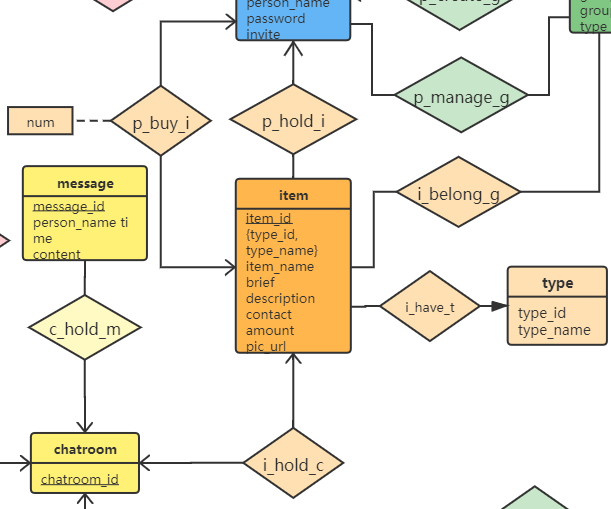 person_name
password
invite
p_create_g
grou
type
p_manage_g
num
p_buy_i
p_hold_i
message
message_id
person_name ti
me
content
item
item_id
{type_id,
type_name}
item_name
brief
description
contact
amount
pic_url
i_belong_g
i_have_t
type
type_id
type_name
c_hold_m
chatroom
chatroom_id
i_hold_c